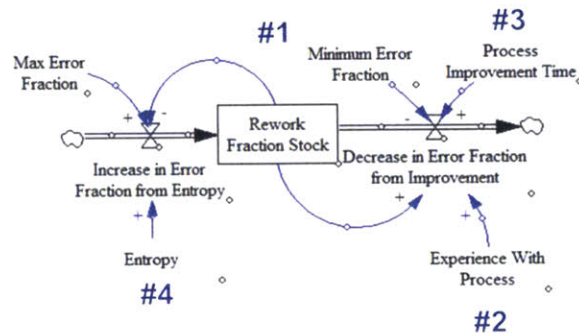 #1
#3
Max Error
Fraction
Minimum Error
Fraction
Process
Improvement Time
+
-
-
+
Rework
Fraction Stock
Increase in Error
Fraction from Entropy
Decrease in Error Fraction
from Improvement
+
+
+
Entropy
Experience With
Process
#4
#2